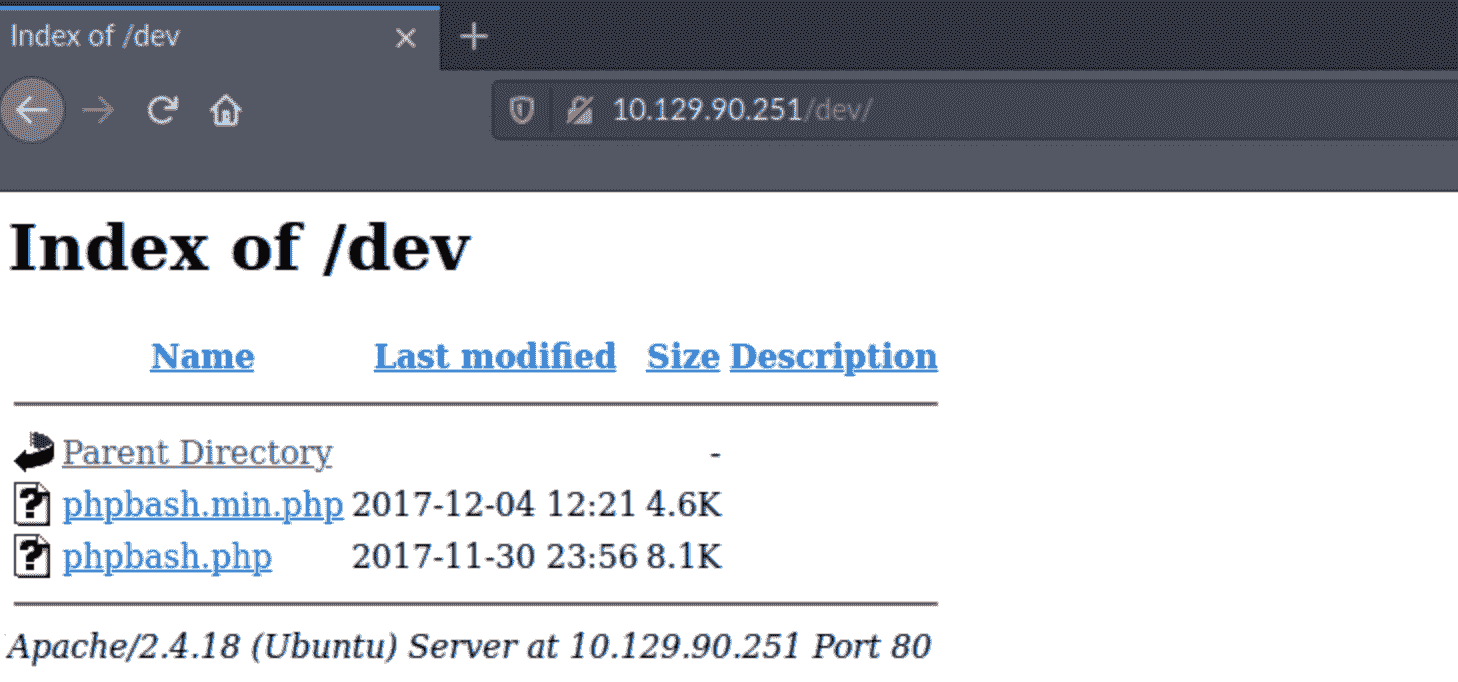 Index of /dev
10.129.90.251/dev/
Index of /dev
Name Last modified Size Description
Parent Directory -
phpbash.min.php 2017-12-04 12:21 4.6K
phpbash.php 2017-11-30 23:56 8.1K
Apache/2.4.18 (Ubuntu) Server at 10.129.90.251 Port 80